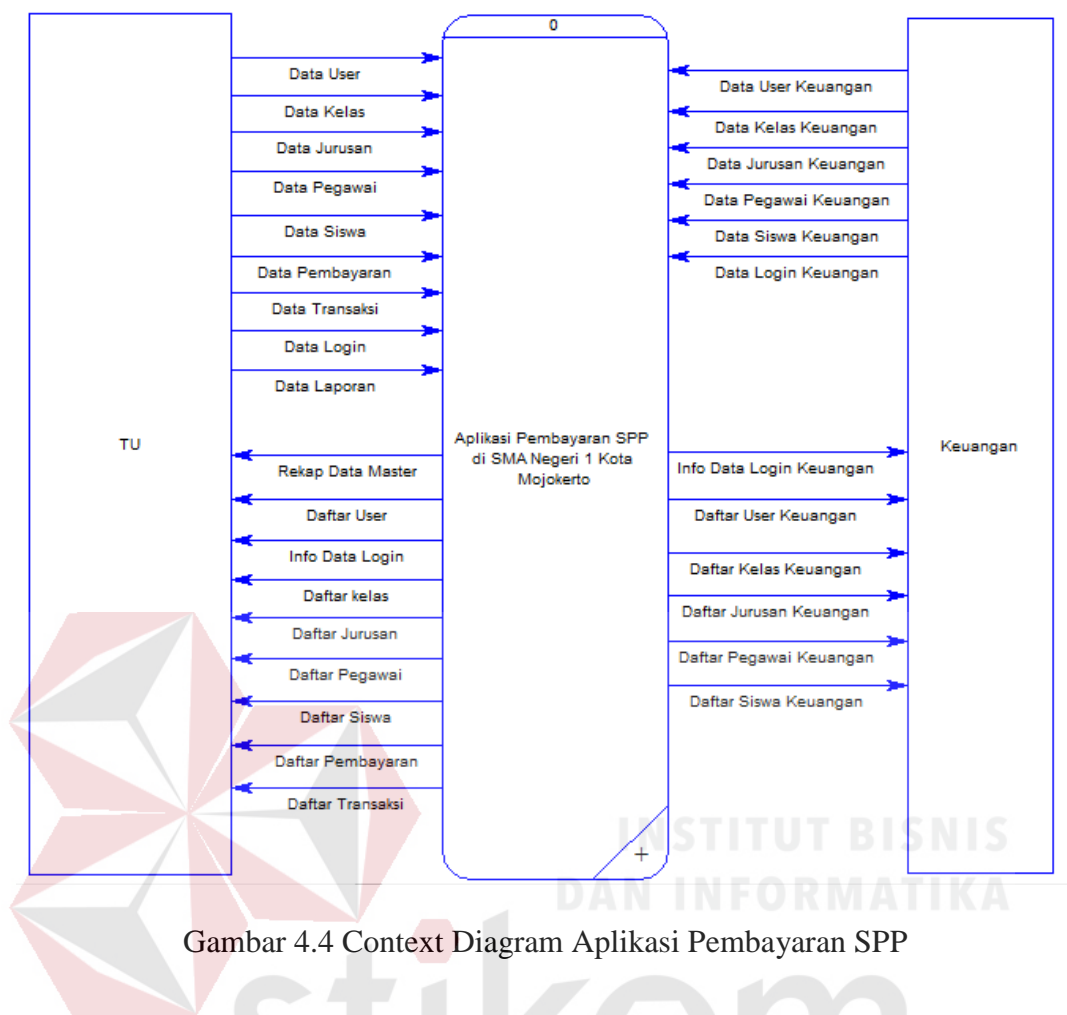 0
Data User
Data Kelas
Data Jurusan
Data Pegawai
Data Siswa
Data Pembayaran
Data Transaksi
Data Login
Data Laporan
Data User Keuangan
Data Kelas Keuangan
Data Jurusan Keuangan
Data Pegawai Keuangan
Data Siswa Keuangan
Data Login Keuangan
TU
Aplikasi Pembayaran SPP
di SMA Negeri 1 Kota
Mojokerto
Keuangan
Rekap Data Master
Daftar User
Info Data Login
Daftar kelas
Daftar Jurusan
Daftar Pegawai
Daftar Siswa
Daftar Pembayaran
Daftar Transaksi
Info Data Login Keuangan
Daftar User Keuangan
Daftar Kelas Keuangan
Daftar Jurusan Keuangan
Daftar Pegawai Keuangan
Daftar Siswa Keuangan
+
INSTITUT BISNIS
DAN INFORMATIKA
Gambar 4.4 Context Diagram Aplikasi Pembayaran SPP
stikom